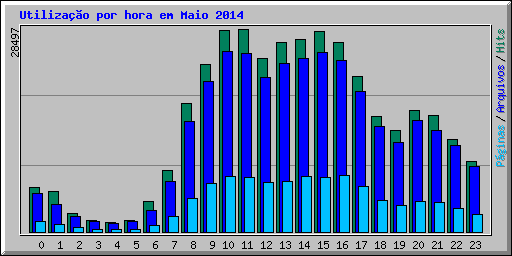 Utilização por hora em Maio 2014
28497
Páginas / Arquivos / Hits
0 1 2 3 4 5 6 7 8 9 10 11 12 13 14 15 16 17 18 19 20 21 22 23